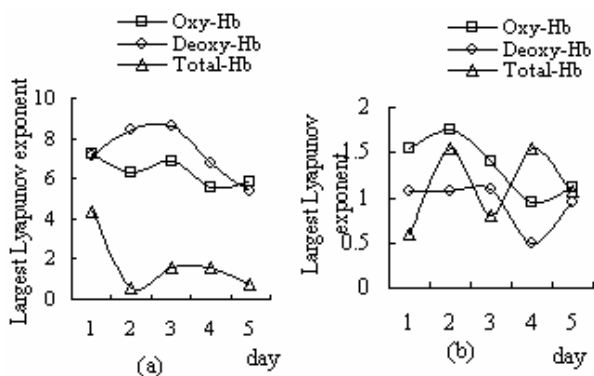 Oxy-Hb
Deoxy-Hb
Total-Hb
Largest Lyapunov exponent
10
8
6
4
2
0
1 2 3 4 5
day
(a)
Oxy-Hb
Deoxy-Hb
Total-Hb
Largest Lyapunov
exponent
2
1.5
1
0.5
0
1 2 3 4 5
day
(b)